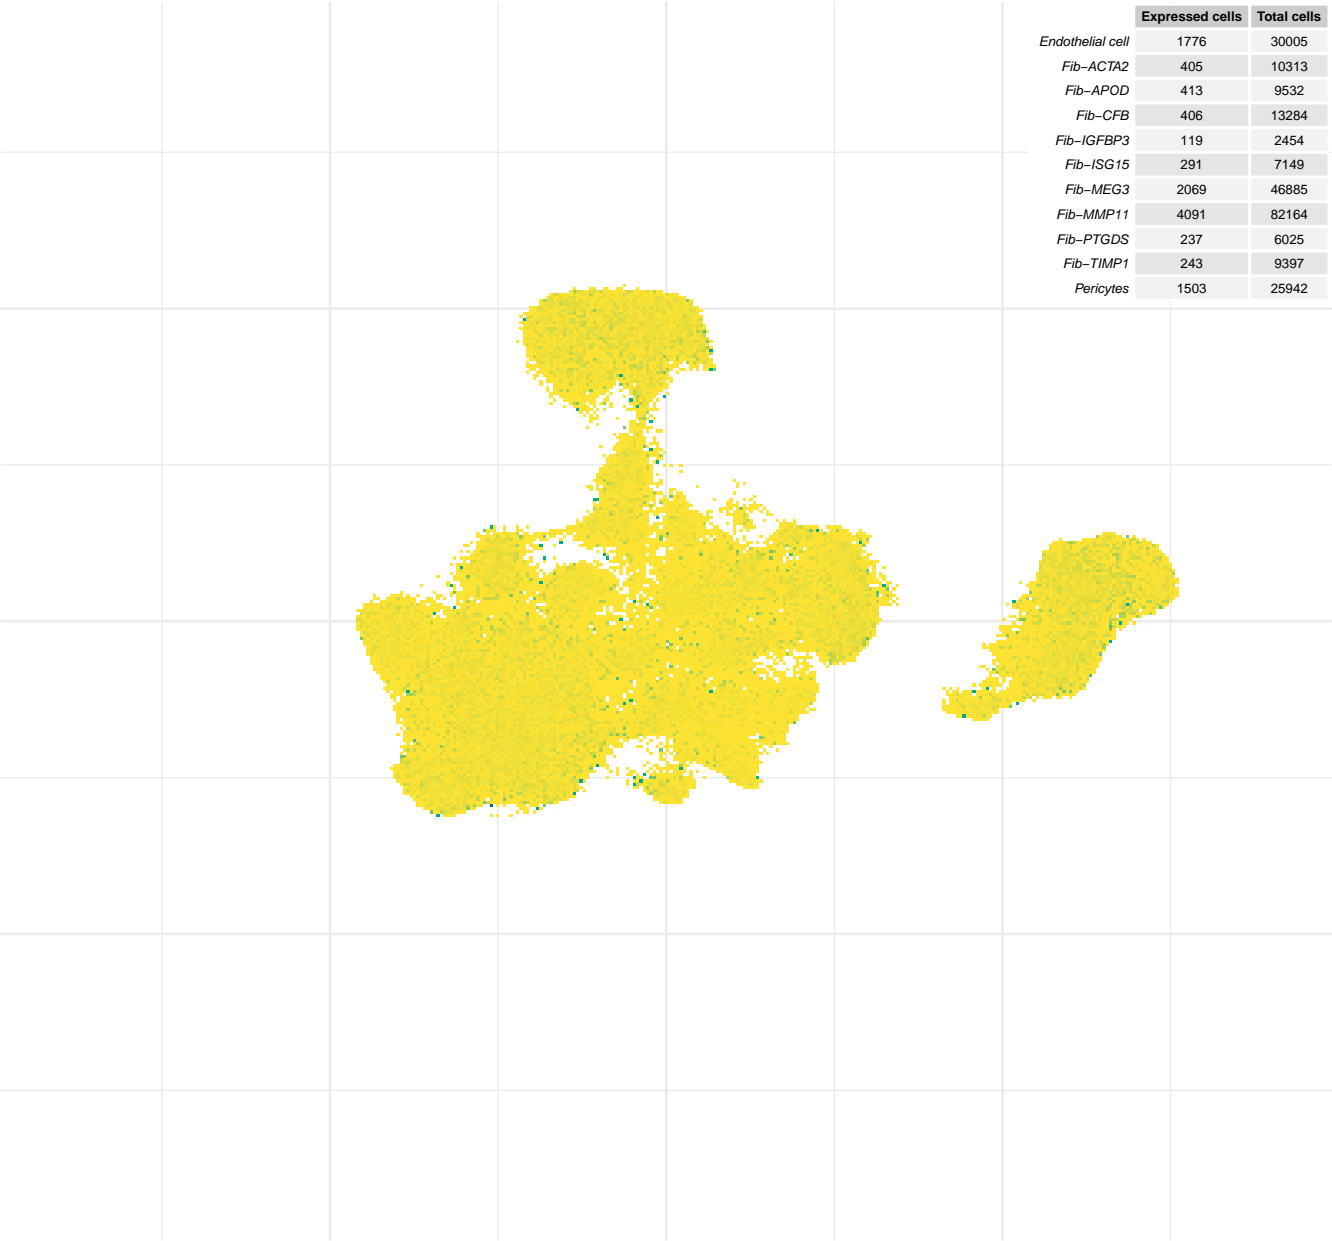 Expressed cells Total cells
Endothelial cell 1776 30005
Fib−ACTA2 405 10313
Fib−APOD 413 9532
Fib−CFB 406 13284
Fib−IGFBP3 119 2454
Fib−ISG15 291 7149
Fib−MEG3 2069 46885
Fib−MMP11 4091 82164
Fib−PTGDS 237 6025
Fib−TIMP1 243 9397
Pericytes 1503 25942